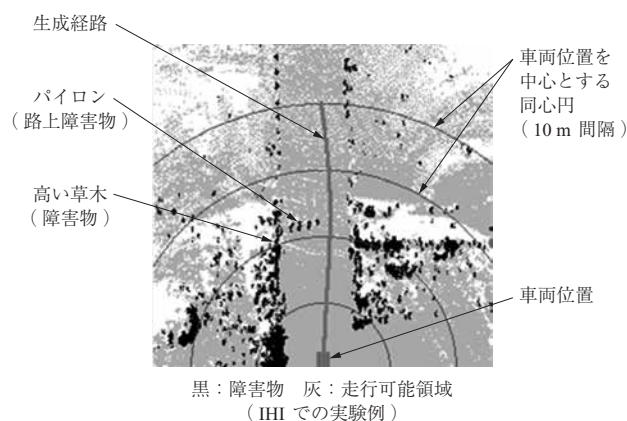 生成経路
パイロン
( 路上障害物 )
高い草木
( 障害物 )
車両位置を
中心とする
同心円
( 10 m 間隔 )
車両位置
黒：障害物　灰：走行可能領域
( IHI での実験例 )